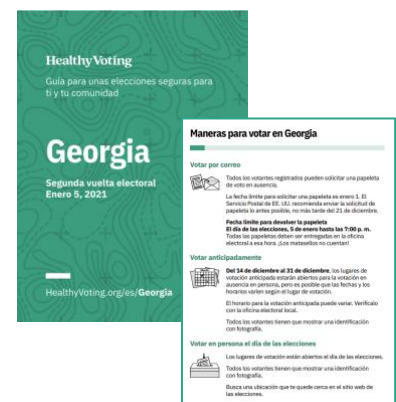 HealthyVoting
Guía para unas elecciones seguras para
ti y tu comunidad
Georgia
Segunda vuelta electoral
Enero 5, 2021
HealthyVoting.org/es/Georgia
Maneras para votar en Georgia
Votar por correo
Todos los votantes registrados pueden solicitar una papeleta
de voto en ausencia.
La fecha límite para solicitar una papeleta es enero 1. El
Servicio Postal de EE. UU. recomienda enviar la solicitud de
papeleta lo antes posible, no más tarde del 21 de diciembre.
Fecha límite para devolver la papeleta
El día de las elecciones, 5 de enero hasta las 7:00 p. m.
Todas las papeletas deben ser entregadas en la oficina
electoral a esa hora. ¡Los matasellos no cuentan!
Votar anticipadamente
Del 14 de diciembre al 31 de diciembre, los lugares de
votación anticipada estarán abiertos para la votación en
ausencia en persona, pero es posible que las fechas y los
horarios varíen según el lugar de votación.
El horario para la votación anticipada puede variar. Verifícalo
con la oficina electoral local.
Todos los votantes tienen que mostrar una identificación
con fotografía.
Votar en persona el día de las elecciones
Los lugares de votación están abiertos el día de las elecciones.
Todos los votantes tienen que mostrar una identificación
con fotografía.
Busca una ubicación que te quede cerca en el sitio web de
las elecciones.